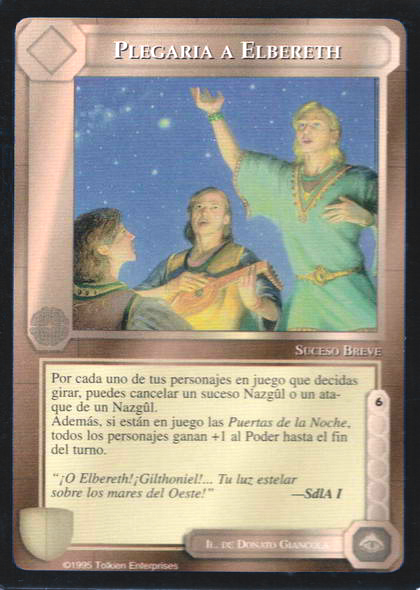 Plegaria a Elbereth
Suceso Breve
Por cada uno de tus personajes en juego que decidas
girar, puedes cancelar un suceso Nazgûl o un ata-
que de un Nazgûl.
Además, si están en juego las Puertas de la Noche,
todos los personajes ganan +1 al Poder hasta el fin
del turno.
6
“¡O Elbereth!¡Gilthoniel!... Tu luz estelar
sobre los mares del Oeste!” —SdlA I
Il. de Donato Giancola
©1995 Tolkien Enterprises